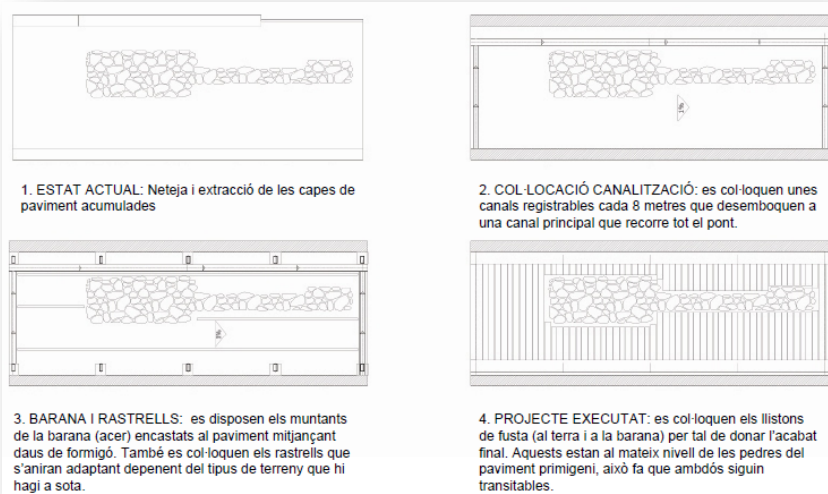 1. ESTAT ACTUAL: Neteja i extracció de les capes de
paviment acumulades
1%
2. COL·LOCACIÓ CANALITZACIÓ: es col·loquen unes
canals registrables cada 8 metres que desemboquen a
una canal principal que recorre tot el pont.
1%
3. BARANA I RASTRELLS: es disposen els muntants
de la barana (acer) encastats al paviment mitjançant
daus de formigó. També es col·loquen els rastrells que
s'aniran adaptant depenent del tipus de terreny que hi
hagi a sota.
4. PROJECTE EXECUTAT: es col·loquen els llistons
de fusta (al terra i a la barana) per tal de donar l'acabat
final. Aquests estan al mateix nivell de les pedres del
paviment primigeni, això fa que ambdós siguin
transitables.